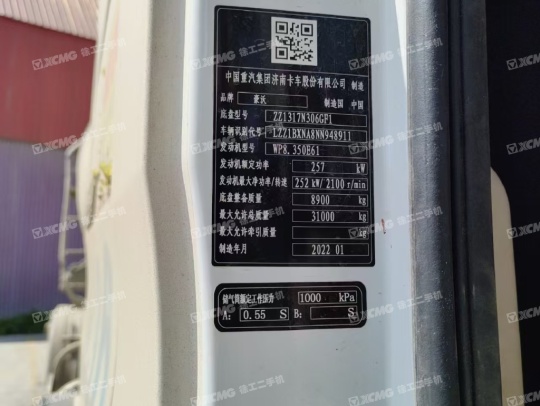 中国重汽集团济南卡车股份有限公司 制造
品牌 豪沃 制造国 中国
底盘型号 ZZ1317N306GF1
车辆识别代号 LZZ1BXNA8NN948911
发动机型号 WP8.350E61
发动机额定功率 257 kW
发动机最大净功率/转速 252 kW/2100 r/min
底盘整备质量 8900 kg
最大允许总质量 31000 kg
最大允许牵引质量 kg
制造年月 2022 01
储气筒额定工作压力 1000 kPa
A: 0.55 S B: S
XCMG 徐工二手机